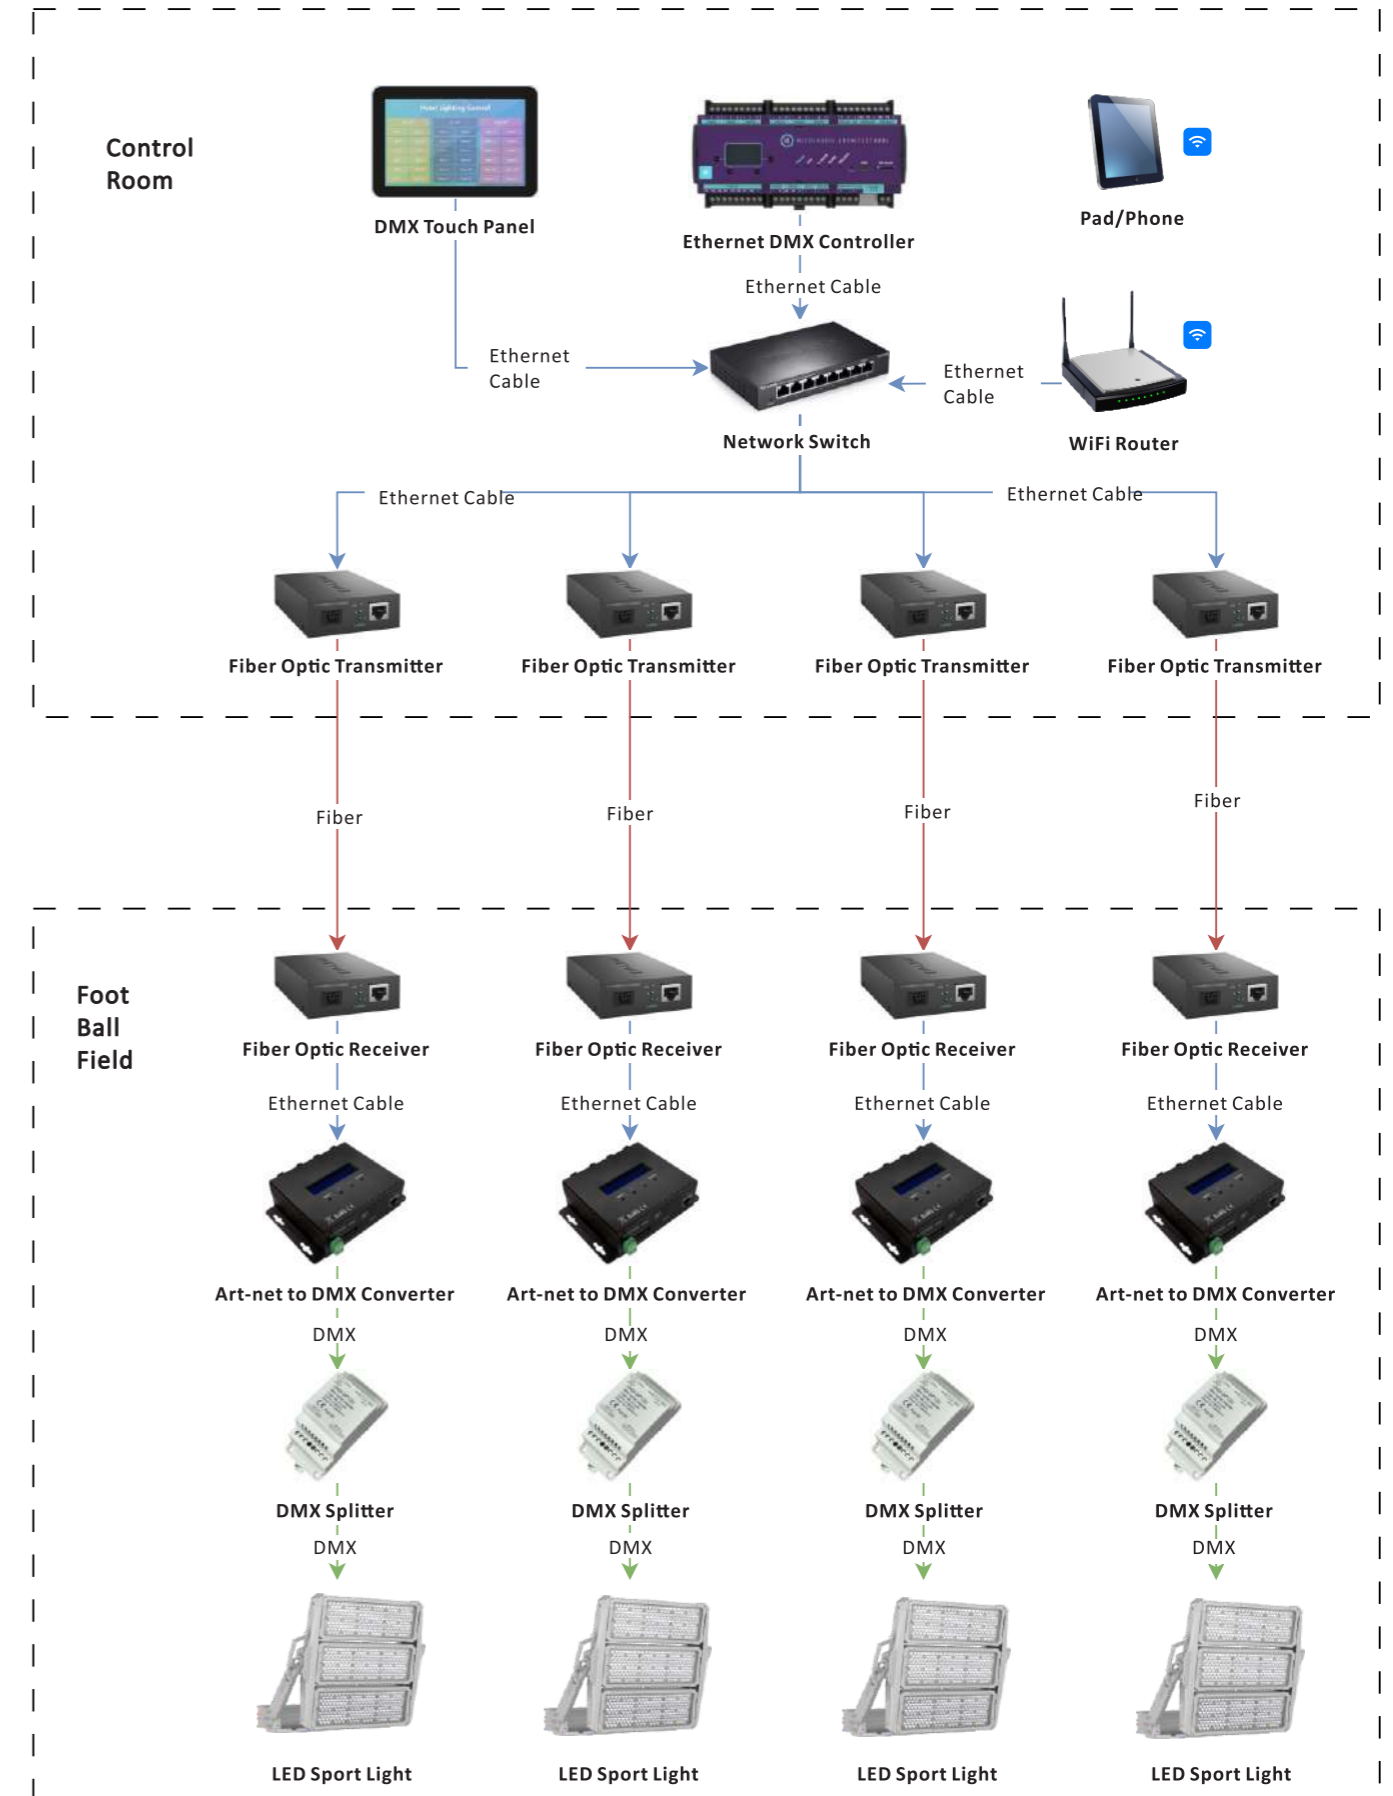 Control
Room
Hotel Lighting Control
DMX Touch Panel
Ethernet DMX Controller
Pad/Phone
Ethernet Cable
Ethernet
Cable
Ethernet
Cable
Network Switch
WiFi Router
Ethernet Cable
Ethernet Cable
Fiber Optic Transmitter
Fiber Optic Transmitter
Fiber Optic Transmitter
Fiber Optic Transmitter
Fiber
Fiber
Fiber
Fiber
Foot
Ball
Field
Fiber Optic Receiver
Fiber Optic Receiver
Fiber Optic Receiver
Fiber Optic Receiver
Ethernet Cable
Ethernet Cable
Ethernet Cable
Ethernet Cable
Art-net to DMX Converter
Art-net to DMX Converter
Art-net to DMX Converter
Art-net to DMX Converter
DMX
DMX
DMX
DMX
DMX Splitter
DMX Splitter
DMX Splitter
DMX Splitter
DMX
DMX
DMX
DMX
LED Sport Light
LED Sport Light
LED Sport Light
LED Sport Light